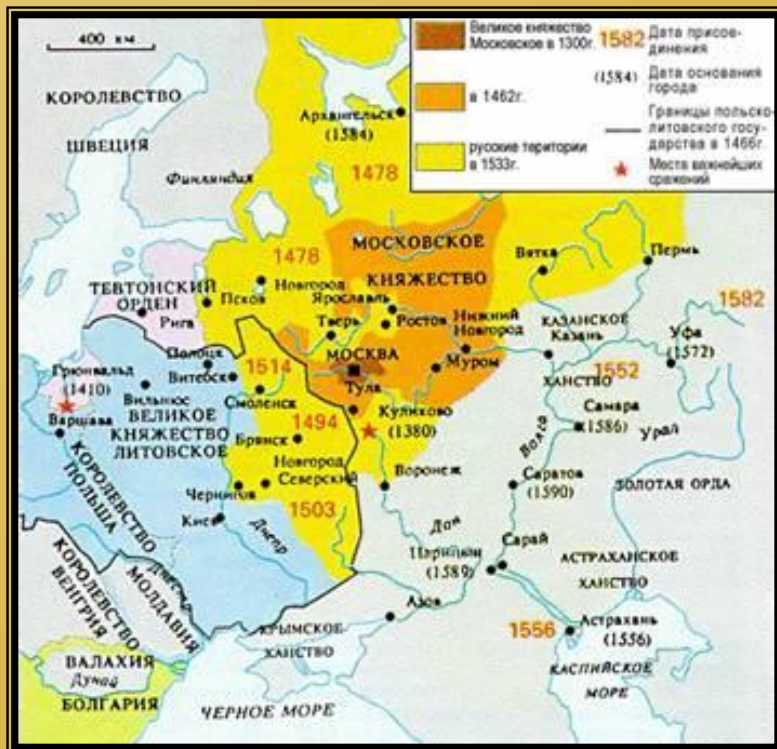 400 км
Великое княжество
Московское в 1300г.
в 1462г.
русские територии
в 1533г.
1582 Дата присое-
динения
(1584) Дата основания
города
Границы польско-
литовского госу-
дарства в 1466г.
Места важнейших
сражений
КОРОЛЕВСТВО
ШВЕЦИЯ
Финляндия
Архангельск
(1584)
1478
1478
МОСКОВСКОЕ
КНЯЖЕСТВО
Вятка
Пермь
1582
ТЕВТОНСКИЙ
ОРДЕН
Рига
Псков
Новгород
Ярославль
Ростов
Нижний
Новгород
Тверь
МОСКВА
Муром
Тула
КАЗАНСКОЕ
Казань
ХАНСТВО
1552
Уфа
(1572)
Полоцк
Витебск
1514
Смоленск
Грюнвальд
(1410)
Вильнюс
Варшава
ВЕЛИКОЕ
КНЯЖЕСТВО
ЛИТОВСКОЕ
1494
Брянск
Куликово
(1380)
Самара
(1586)
Волга
Урал
КОРОЛЕВСТВО
ПОЛЬША
Новгород
Северский
Чернигов
1503
Воронеж
Саратов
(1590)
ЗОЛОТАЯ ОРДА
Киев
Днепр
Дон
Царицын
(1589)
Сарай
АСТРАХАНСКОЕ
ХАНСТВО
КОРОЛЕВСТВО
ВЕНГРИЯ
МОЛДАВИЯ
Днестр
Азов
КРЫМСКОЕ
ХАНСТВО
1556
Астрахань
(1556)
ВАЛАХИЯ
Дунай
БОЛГАРИЯ
ЧЕРНОЕ МОРЕ
КАСПИЙСКОЕ
МОРЕ